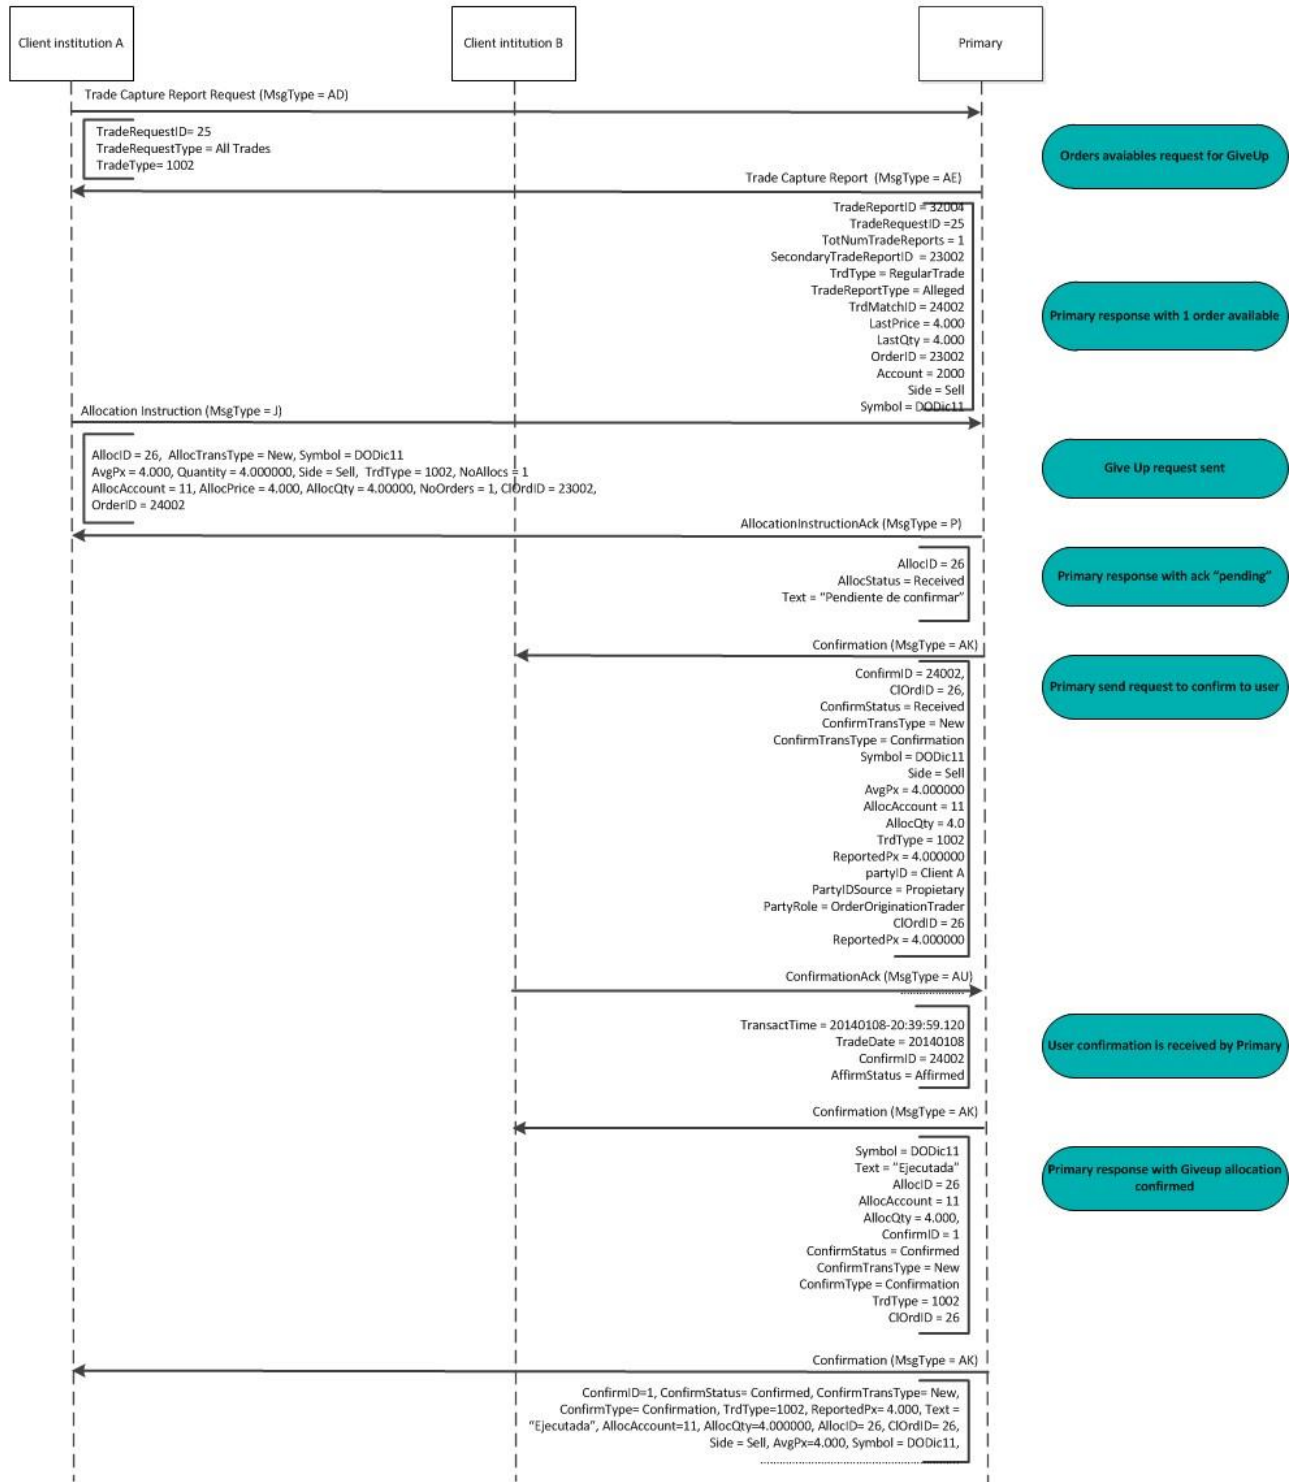 Client institution A
Client intitution B
Primary
Trade Capture Report Request (MsgType = AD)
TradeRequestID= 25
TradeRequestType = All Trades
TradeType= 1002
Orders avaiables request for GiveUp
Trade Capture Report (MsgType = AE)
TradeReportID = 32004
TradeRequestID =25
TotNumTradeReports = 1
SecondaryTradeReportID = 23002
TrdType = RegularTrade
TradeReportType = Alleged
TrdMatchID = 24002
LastPrice = 4.000
LastQty = 4.000
OrderID = 23002
Account = 2000
Side = Sell
Symbol = DODic11
Primary response with 1 order available
Allocation Instruction (MsgType = J)
AllocID = 26, AllocTransType = New, Symbol = DODic11
AvgPx = 4.000, Quantity = 4.000000, Side = Sell, TrdType = 1002, NoAllocs = 1
AllocAccount = 11, AllocPrice = 4.000, AllocQty = 4.00000, NoOrders = 1, ClOrdID = 23002,
OrderID = 24002
Give Up request sent
AllocationInstructionAck (MsgType = P)
AllocID = 26
AllocStatus = Received
Text = "Pendiente de confirmar"
Primary response with ack "pending"
Confirmation (MsgType = AK)
ConfirmID = 24002,
ClOrdID = 26,
ConfirmStatus = Received
ConfirmTransType = New
ConfirmTransType = Confirmation
Symbol = DODic11
Side = Sell
AvgPx = 4.000000
AllocAccount = 11
AllocQty = 4.0
TrdType = 1002
ReportedPx = 4.000000
partyID = Client A
PartyIDSource = Propietary
PartyRole = OrderOriginationTrader
ClOrdID = 26
ReportedPx = 4.000000
Primary send request to confirm to user
ConfirmationAck (MsgType = AU)
TransactTime = 20140108-20:39:59.120
TradeDate = 20140108
ConfirmID = 24002
AffirmStatus = Affirmed
User confirmation is received by Primary
Confirmation (MsgType = AK)
Symbol = DODic11
Text = "Ejecutada"
AllocID = 26
AllocAccount = 11
AllocQty = 4.000,
ConfirmID = 1
ConfirmStatus = Confirmed
ConfirmTransType = New
ConfirmType = Confirmation
TrdType = 1002
ClOrdID = 26
Primary response with Giveup allocation
confirmed
Confirmation (MsgType = AK)
ConfirmID=1, ConfirmStatus= Confirmed, ConfirmTransType= New,
ConfirmType= Confirmation, TrdType=1002, ReportedPx= 4.000, Text =
"Ejecutada", AllocAccount=11, AllocQty=4.000000, AllocID= 26, ClOrdID= 26,
Side = Sell, AvgPx=4.000, Symbol = DODic11,